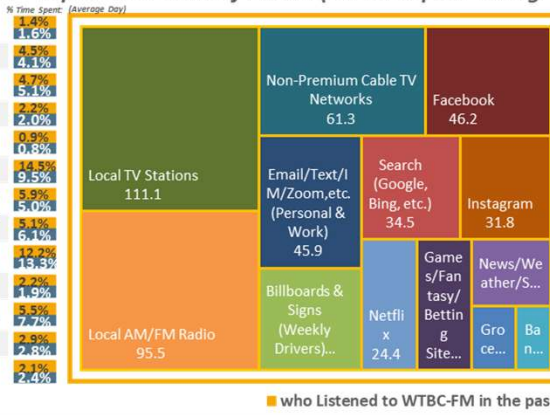 % Time Spent: (Average Day)
1.4%
1.6%
4.5%
4.1%
4.7%
5.1%
2.2%
2.0%
0.9%
0.8%
14.5%
9.5%
5.9%
5.0%
5.1%
6.1%
12.2%
13.3%
2.2%
1.9%
5.5%
7.7%
2.9%
2.8%
2.1%
2.4%
Local TV Stations
111.1
Local AM/FM Radio
95.5
Non-Premium Cable TV
Networks
61.3
Facebook
46.2
Email/Text/I
M/Zoom,etc.
(Personal &
Work)
45.9
Search
(Google,
Bing, etc.)
34.5
Instagram
31.8
Billboards &
Signs
(Weekly
Drivers)...
Netfli
x
24.4
Game
s/Fan
tasy/
Bettin
g
Site...
News/We
ather/S...
Gro
ce...
Ba
n...
who Listened to WTBC-FM in the pas